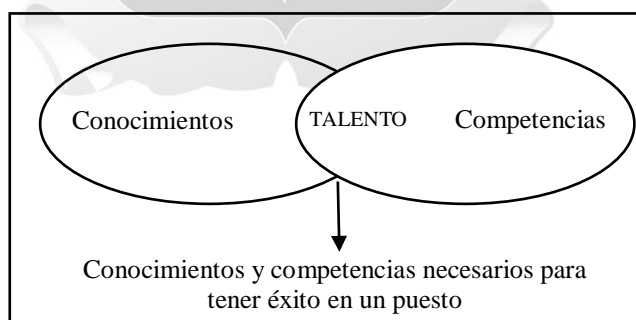 Conocimientos TALENTO Competencias
Conocimientos y competencias necesarios para
tener éxito en un puesto